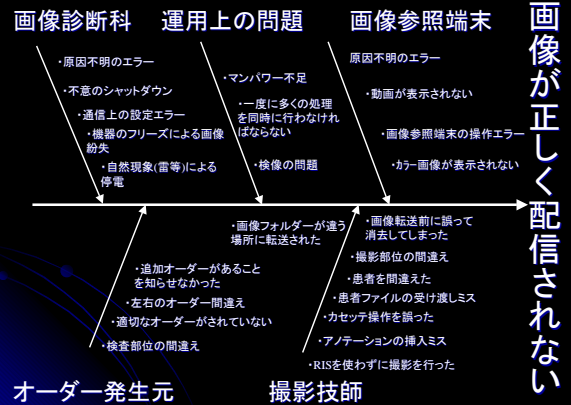 画像診断科
運用上の問題
画像参照端末
画像が正しく配信されない
・原因不明のエラー
・不意のシャットダウン
・通信上の設定エラー
・機器のフリーズによる画像
紛失
・自然現象(雷等)による
停電
・マンパワー不足
・一度に多くの処理
を同時に行わなけれ
ばならない
・検像の問題
原因不明のエラー
・動画が表示されない
・画像参照端末の操作エラー
・カラー画像が表示されない
・追加オーダーがあること
を知らせなかった
・左右のオーダー間違え
・適切なオーダーがされていない
・検査部位の間違え
・画像フォルダーが違う
場所に転送された
・画像転送前に誤って
消去してしまった
・撮影部位の間違え
・患者を間違えた
・患者ファイルの受け渡しミス
・カセッテ操作を誤った
・アノテーションの挿入ミス
・RISを使わずに撮影を行った
オーダー発生元
撮影技師